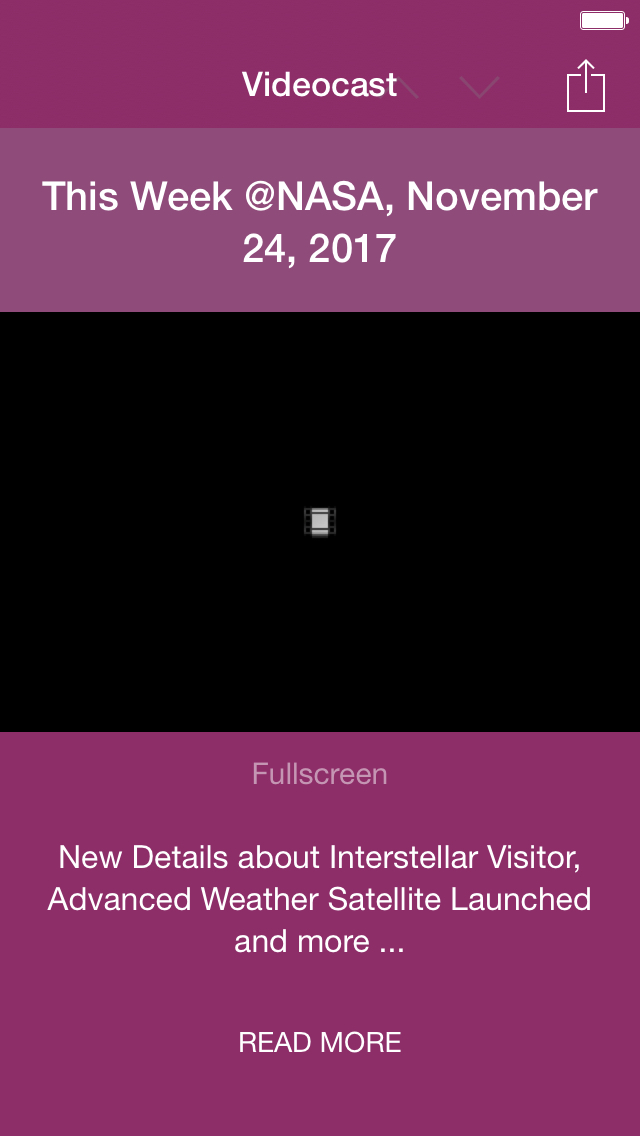 Videocast
This Week @NASA, November
24, 2017
Fullscreen
New Details about Interstellar Visitor,
Advanced Weather Satellite Launched
and more ...
READ MORE